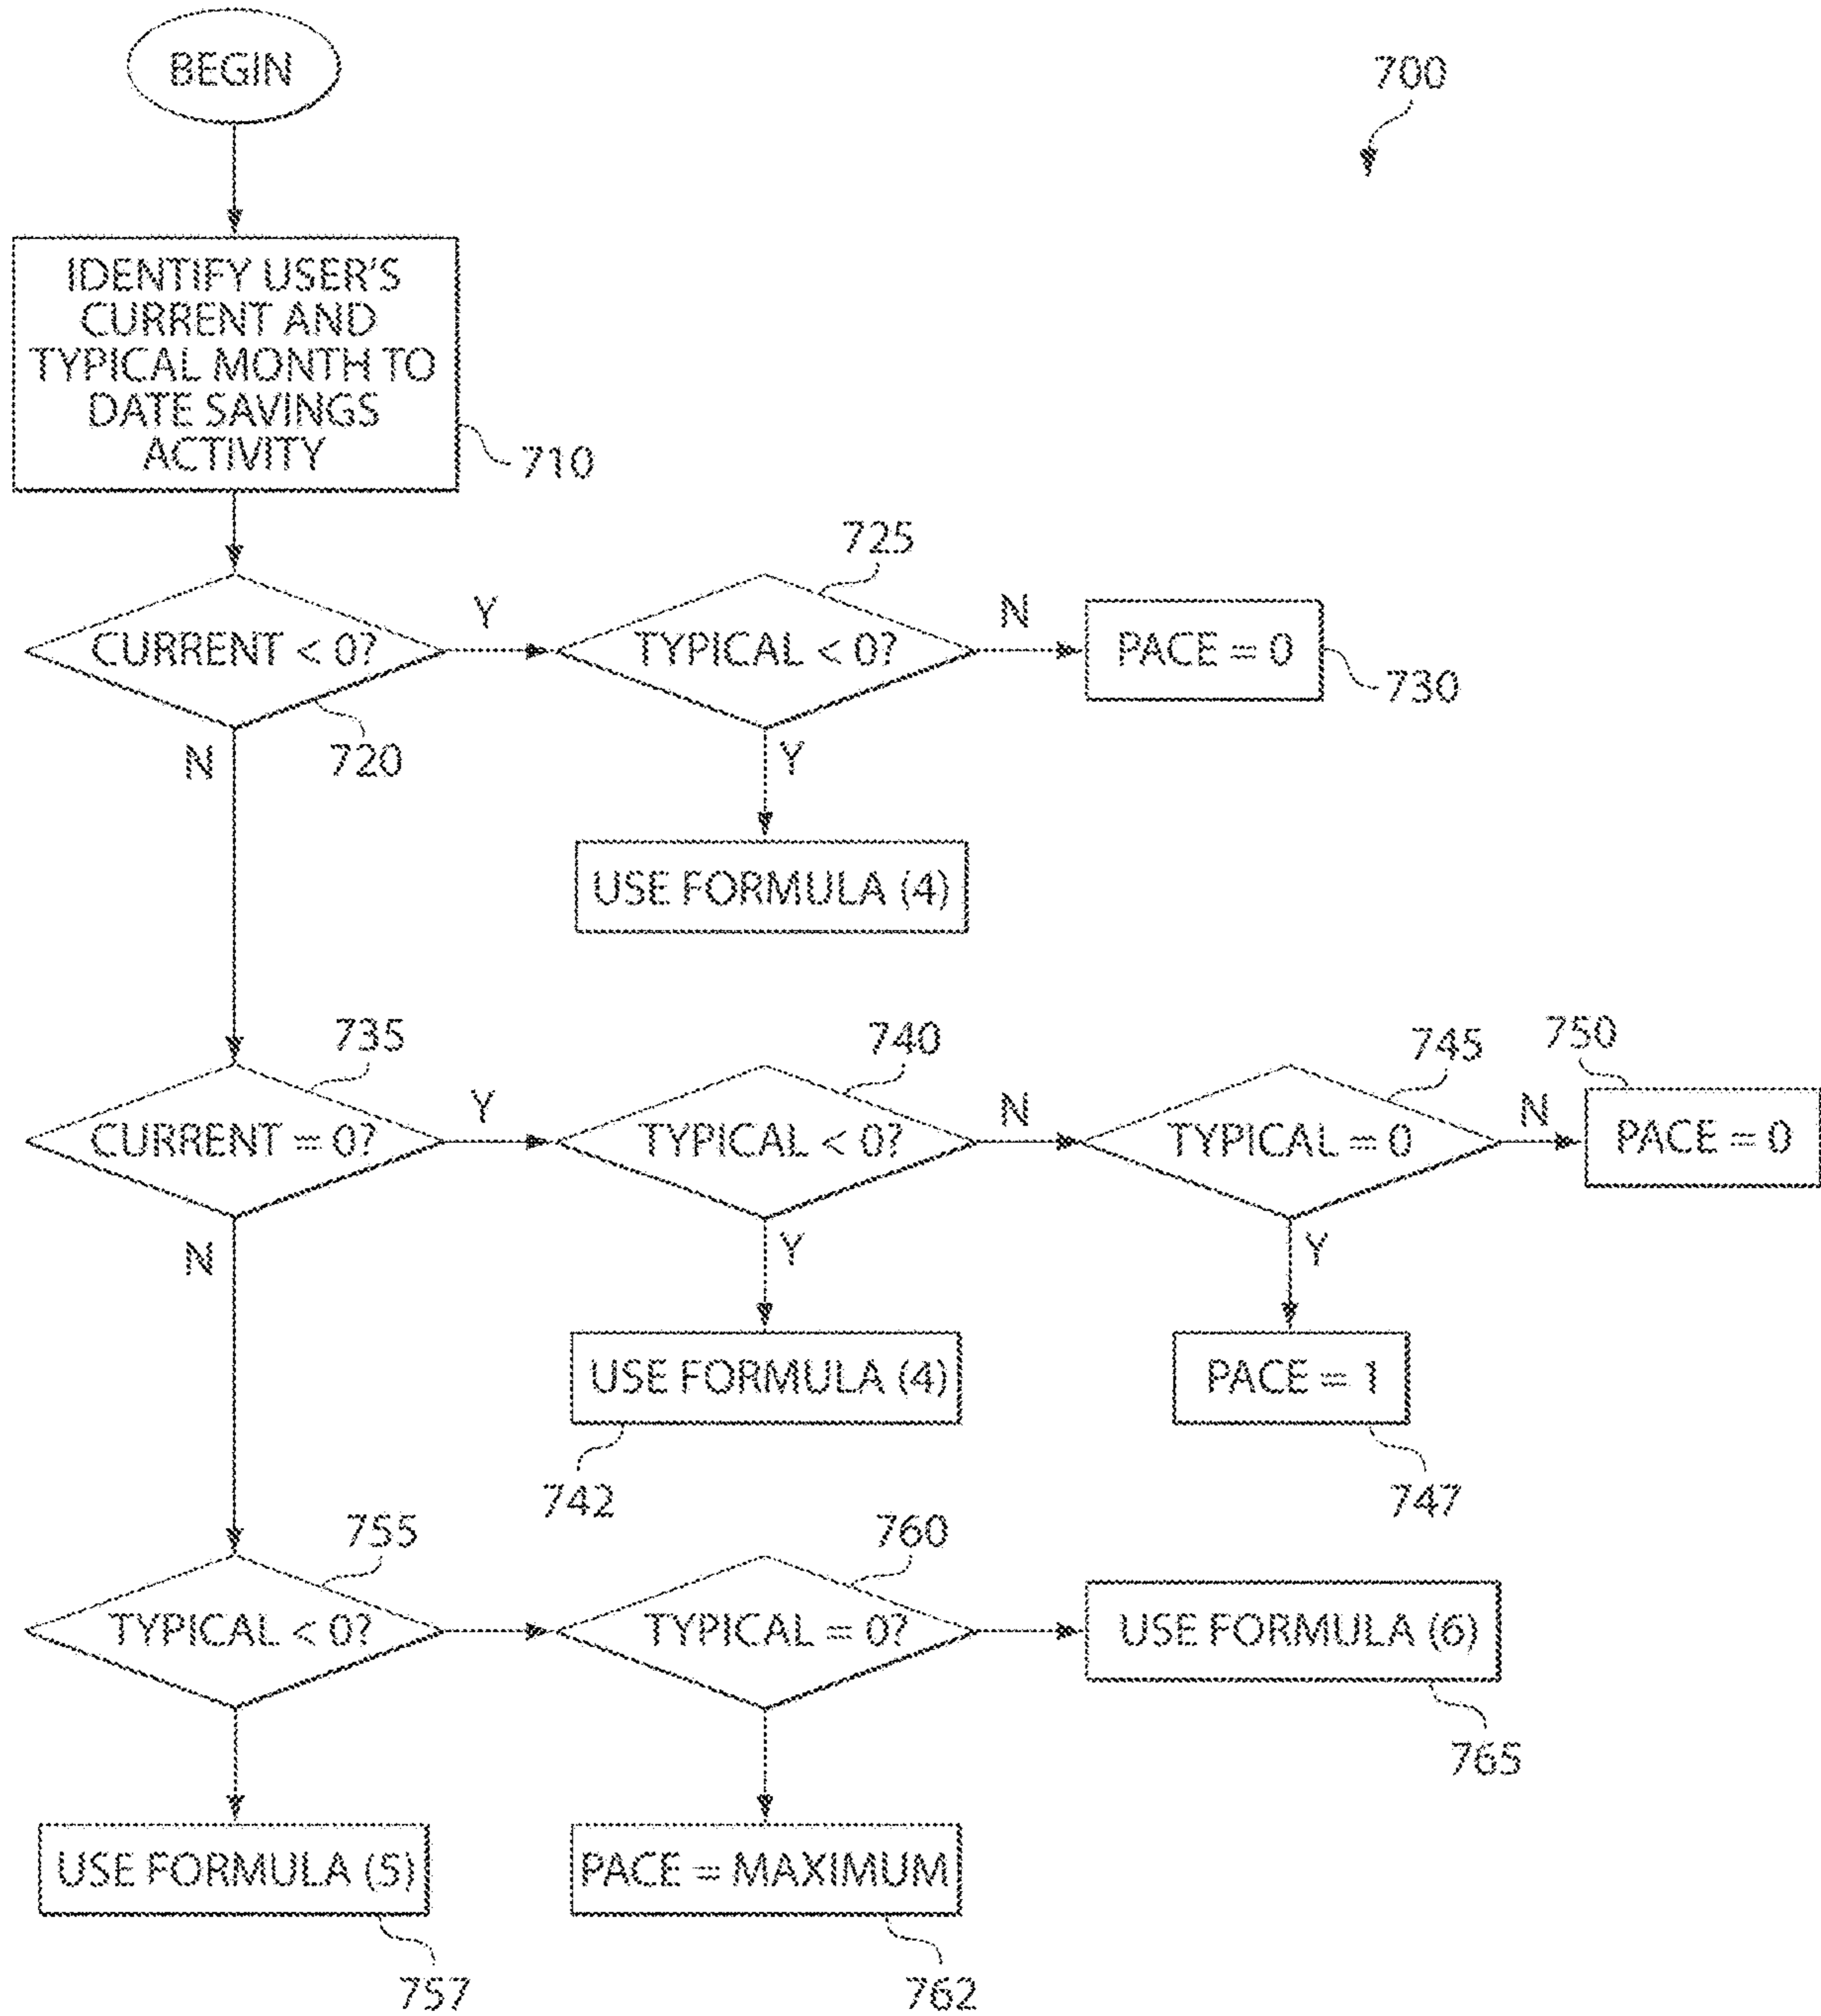 BEGIN
700
IDENTIFY USER'S
CURRENT AND
TYPICAL MONTH TO
DATE SAVINGS
ACTIVITY
710
725
CURRENT < 0?
Y
TYPICAL < 0?
N
PACE = 0
730
720
N
Y
USE FORMULA (4)
735
740
745
750
CURRENT = 0?
Y
TYPICAL < 0?
N
TYPICAL = 0
N
PACE = 0
N
Y
Y
USE FORMULA (4)
PACE = 1
742
747
755
760
TYPICAL < 0?
TYPICAL = 0?
USE FORMULA (6)
765
USE FORMULA (5)
PACE = MAXIMUM
757
762